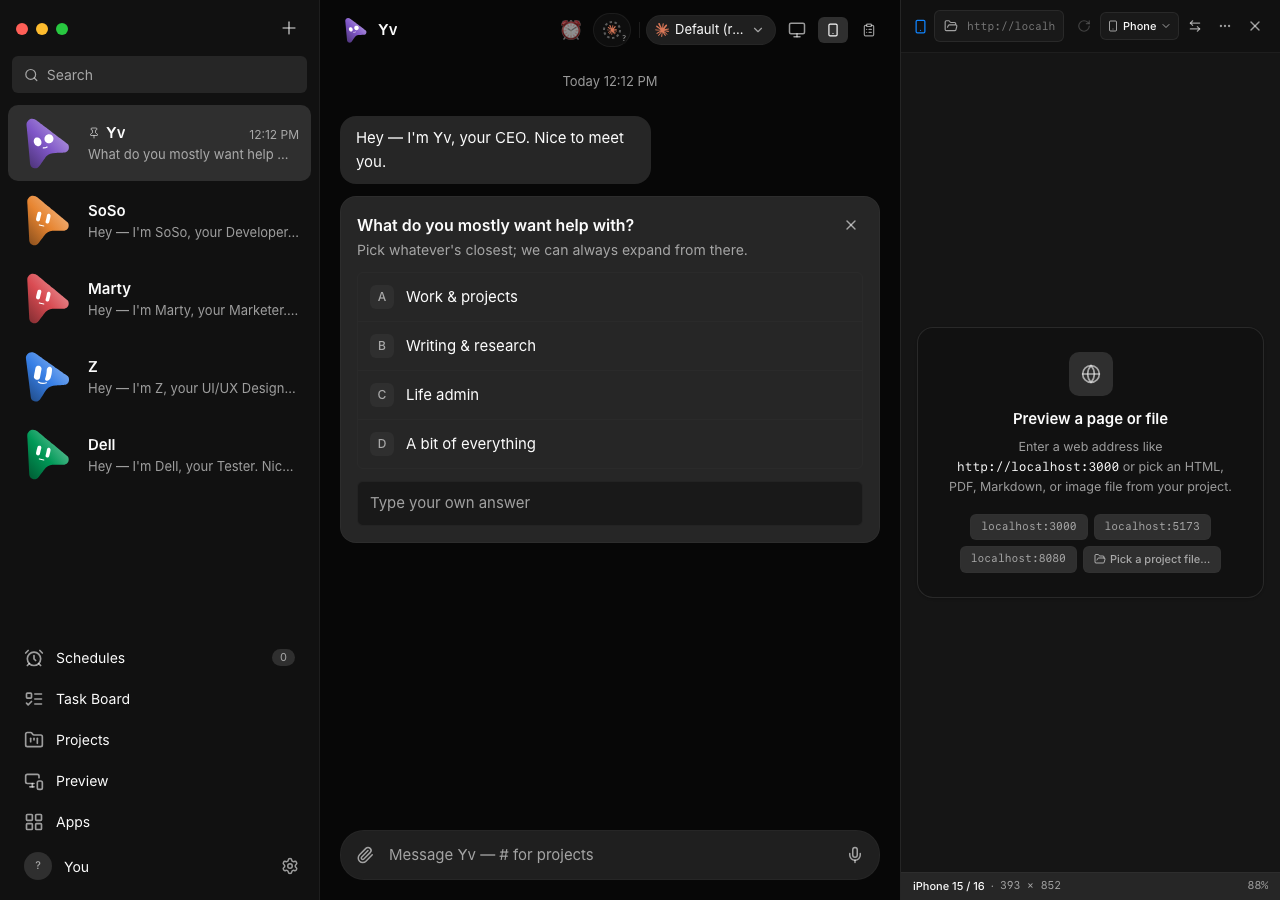 Search
Yv
12:12 PM
What do you mostly want help ...
SoSo
Hey — I'm SoSo, your Developer...
Marty
Hey — I'm Marty, your Marketer....
Z
Hey — I'm Z, your UI/UX Design...
Dell
Hey — I'm Dell, your Tester. Nic...
Schedules
0
Task Board
Projects
Preview
Apps
?
You
Yv
?
Default (r...
Today 12:12 PM
Hey — I'm Yv, your CEO. Nice to meet
you.
What do you mostly want help with?
Pick whatever's closest; we can always expand from there.
A
Work & projects
B
Writing & research
C
Life admin
D
A bit of everything
Type your own answer
Message Yv — # for projects
http://localh
Phone
Preview a page or file
Enter a web address like
http://localhost:3000 or pick an HTML,
PDF, Markdown, or image file from your project.
localhost:3000
localhost:5173
localhost:8080
Pick a project file...
iPhone 15 / 16 · 393 × 852
88%